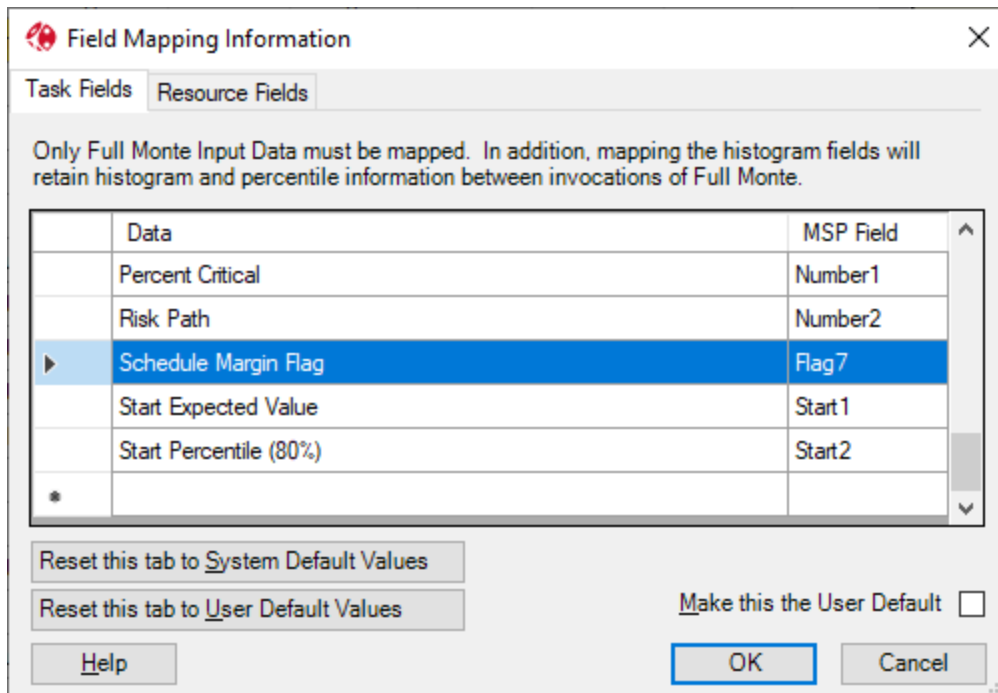 Field Mapping Information
Task Fields Resource Fields
Only Full Monte Input Data must be mapped. In addition, mapping the histogram fields will
retain histogram and percentile information between invocations of Full Monte.
Data MSP Field
Percent Critical Number1
Risk Path Number2
Schedule Margin Flag Flag7
Start Expected Value Start1
Start Percentile (80%) Start2
Reset this tab to System Default Values
Reset this tab to User Default Values
Make this the User Default
Help OK Cancel